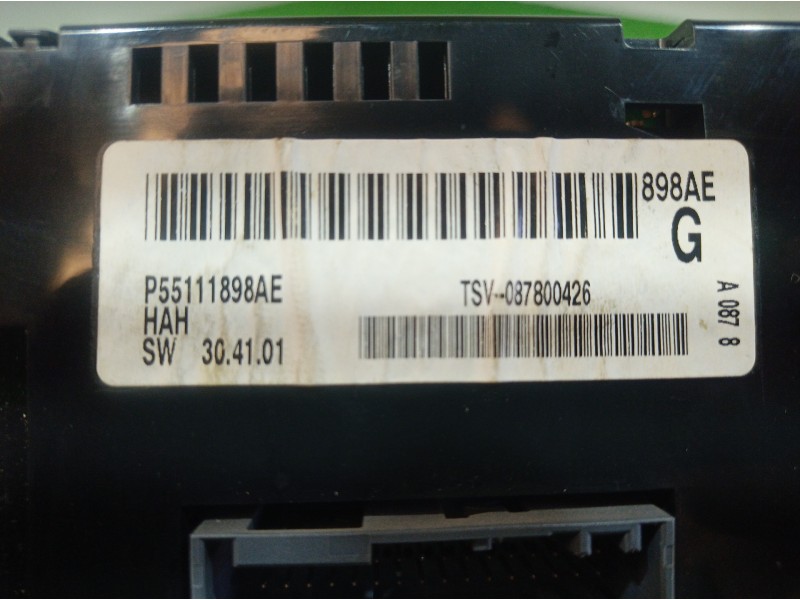 898AE
G
P55111898AE
TSV--087800426
HAH
SW 30.41.01
A 087 8